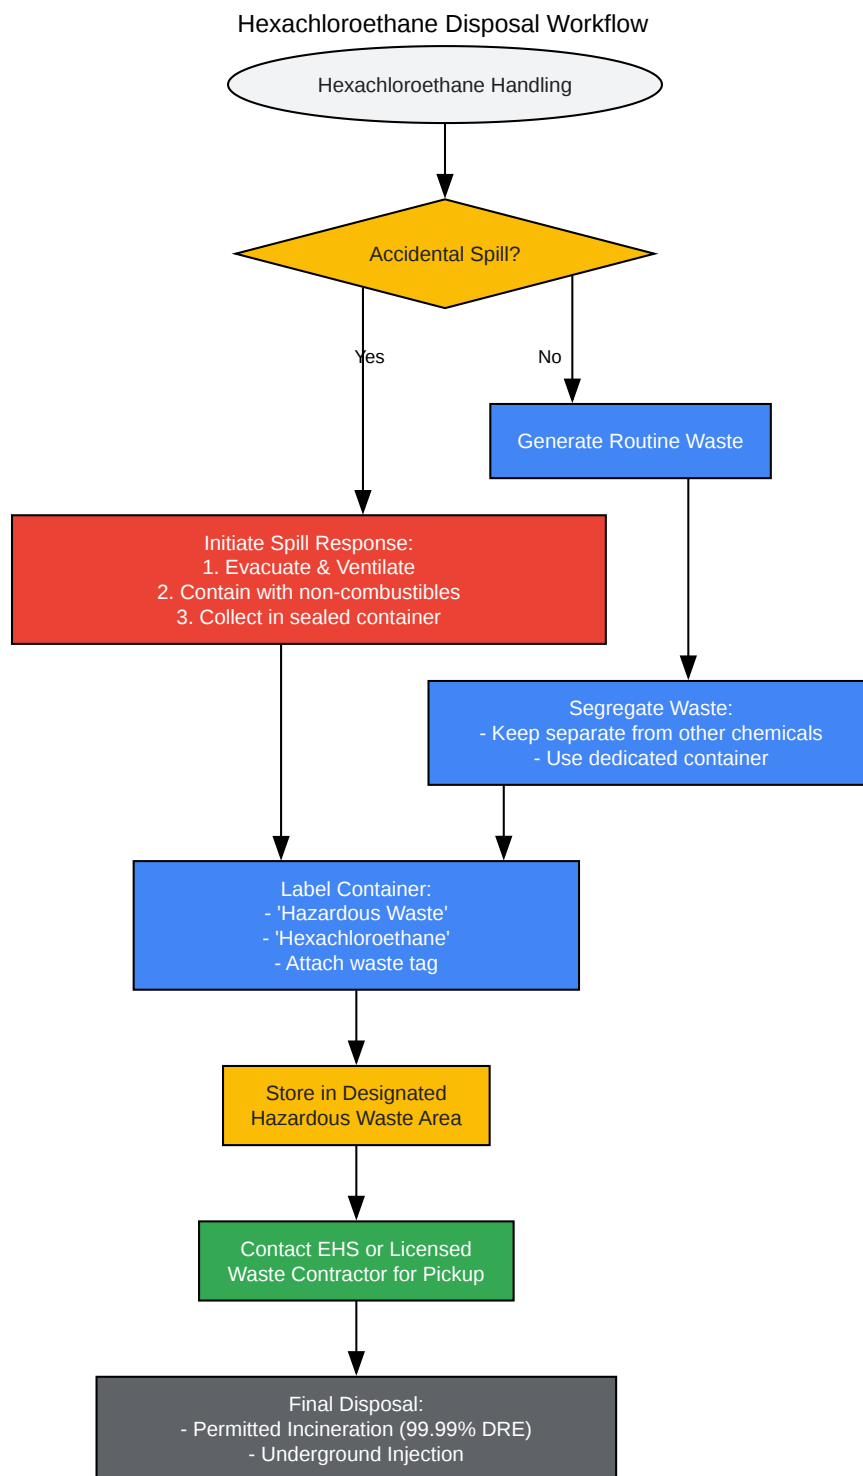 Hexachloroethane Disposal Workflow
Hexachloroethane Handling
Accidental Spill?
Yes
No
Generate Routine Waste
Initiate Spill Response:
1. Evacuate & Ventilate
2. Contain with non-combustibles
3. Collect in sealed container
Segregate Waste:
- Keep separate from other chemicals
- Use dedicated container
Label Container:
- 'Hazardous Waste'
- 'Hexachloroethane'
- Attach waste tag
Store in Designated
Hazardous Waste Area
Contact EHS or Licensed
Waste Contractor for Pickup
Final Disposal:
- Permitted Incineration (99.99% DRE)
- Underground Injection